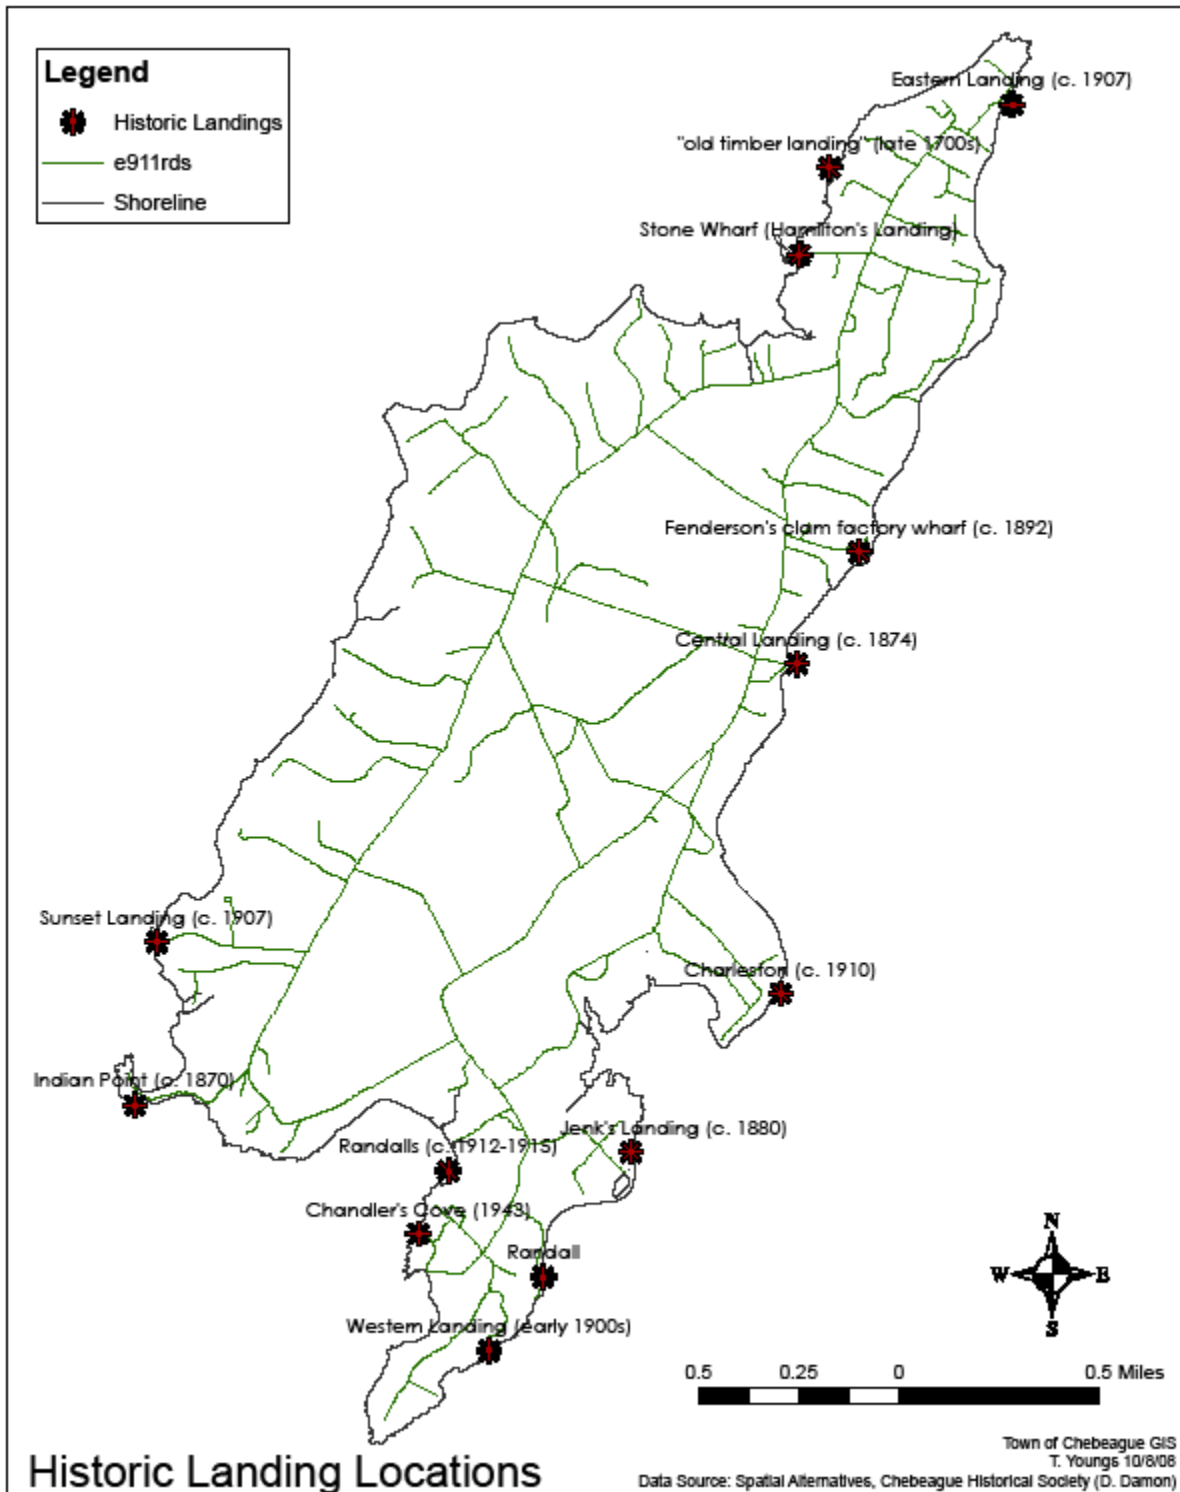 Legend
Historic Landings
e911rds
Shoreline
Eastern Landing (c. 1907)
"old timber landing" (late 1700s)
Stone Wharf (Hamilton's Landing)
Fenderson's clam factory wharf (c. 1892)
Central Landing (c. 1874)
Sunset Landing (c. 1907)
Charleston (c. 1910)
Indian Point (c. 1870)
Jenk's Landing (c. 1880)
Randalls (c. 1912-1915)
Chandler's Cove (1943)
Randall
Western Landing (early 1900s)
N
W E
S
0.5 0.25 0 0.5 Miles
Town of Chebeague GIS
T. Youngs 10/8/08
Data Source: Spatial Alternatives, Chebeague Historical Society (D. Damon)
Historic Landing Locations